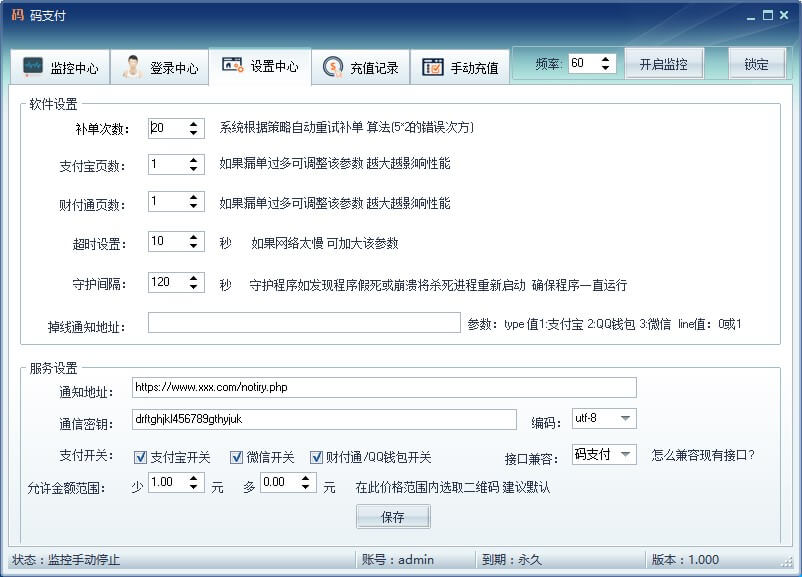 码 码支付
监控中心 登录中心 设置中心 充值记录 手动充值 频率: 60 开启监控 锁定
软件设置
补单次数: 20 系统根据策略自动重试补单 算法(5*2的错误次方)
支付宝页数: 1 如果漏单过多可调整该参数 越大越影响性能
财付通页数: 1 如果漏单过多可调整该参数 越大越影响性能
超时设置: 10 秒 如果网络太慢 可加大该参数
守护间隔: 120 秒 守护程序如发现程序假死或崩溃将杀死进程重新启动 确保程序一直运行
掉线通知地址: 参数: type 值1:支付宝 2:QQ钱包 3:微信 line值: 0或1
服务设置
通知地址: https://www.xxx.com/notiry.php
通信密钥: drftghjkl456789gthyjuk 编码: utf-8
支付开关: 支付宝开关 微信开关 财付通/QQ钱包开关 接口兼容: 码支付 怎么兼容现有接口?
允许金额范围: 少 1.00 元 多 0.00 元 在此价格范围内选取二维码 建议默认
保存
状态: 监控手动停止 账号: admin 到期: 永久 版本: 1.000